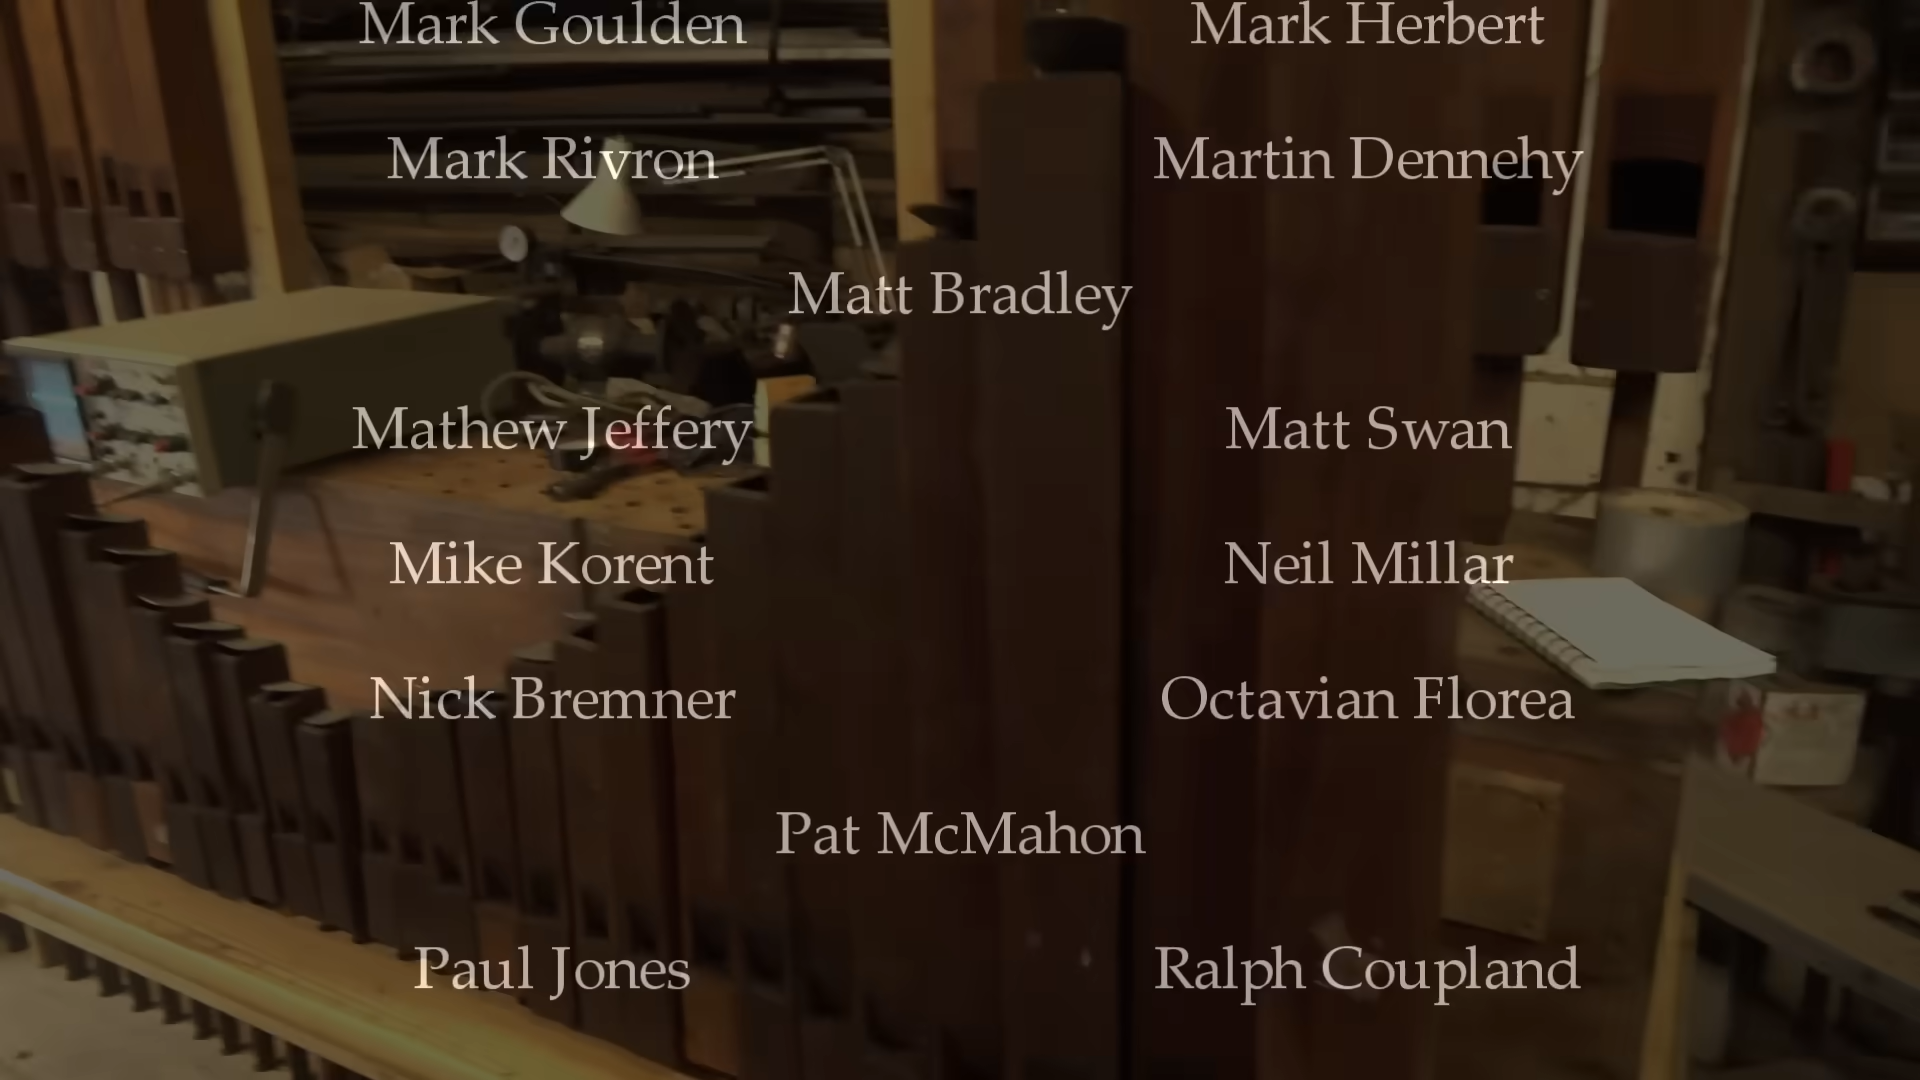 Mark Goulden
Mark Herbert
Mark Rivron
Martin Dennehy
Matt Bradley
Mathew Jeffery
Matt Swan
Mike Korent
Neil Millar
Nick Bremner
Octavian Florea
Pat McMahon
Paul Jones
Ralph Coupland